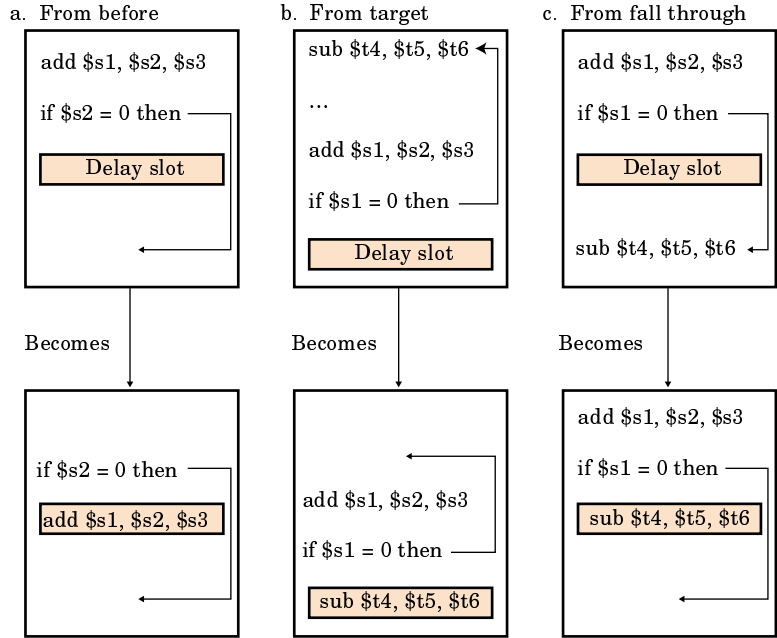 a. From before
add $s1, $s2, $s3
if $s2 = 0 then
Delay slot
Becomes
if $s2 = 0 then
add $s1, $s2, $s3
b. From target
sub $t4, $t5, $t6
...
add $s1, $s2, $s3
if $s1 = 0 then
Delay slot
Becomes
add $s1, $s2, $s3
if $s1 = 0 then
sub $t4, $t5, $t6
c. From fall through
add $s1, $s2, $s3
if $s1 = 0 then
Delay slot
sub $t4, $t5, $t6
Becomes
add $s1, $s2, $s3
if $s1 = 0 then
sub $t4, $t5, $t6